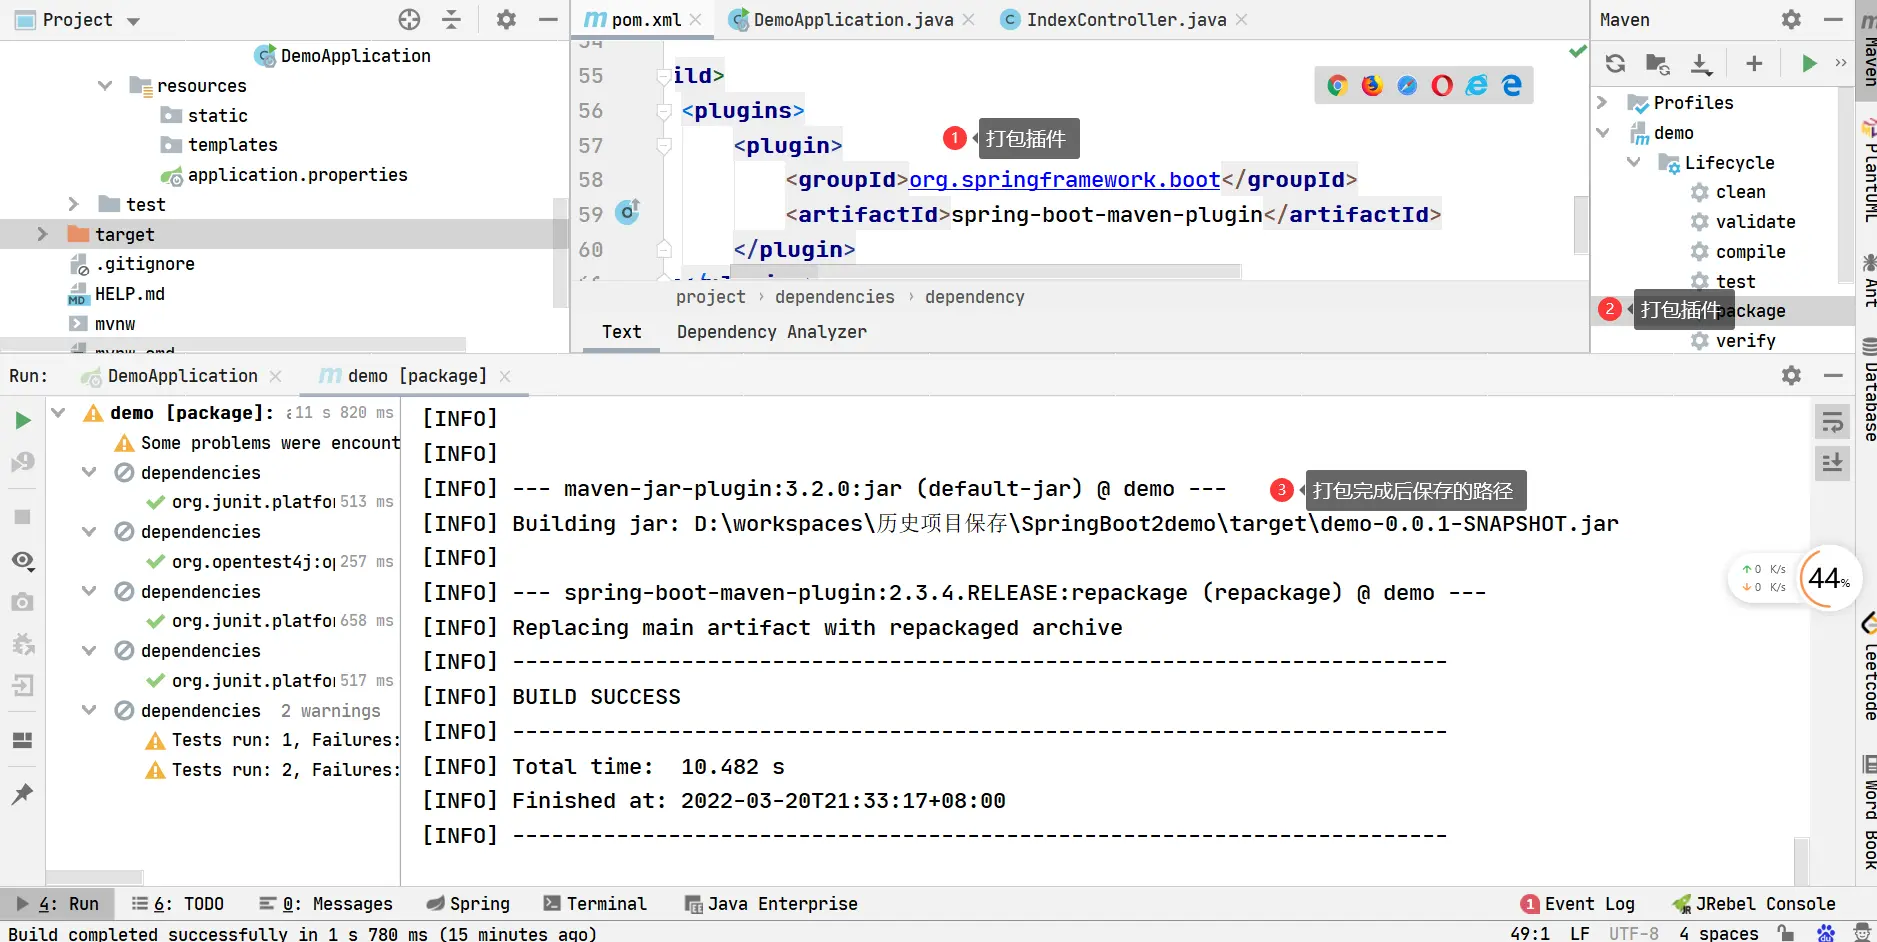 Project
pom.xml
DemoApplication.java
IndexController.java
Maven
DemoApplication
resources
static
templates
application.properties
test
target
.gitignore
HELP.md
mvnw
mvnw.cmd
54
55 ild>
56 <plugins>
57 <plugin>
1 打包插件
58 <groupId>org.springframework.boot</groupId>
59 <artifactId>spring-boot-maven-plugin</artifactId>
60 </plugin>
project › dependencies › dependency
Text
Dependency Analyzer
Profiles
demo
Lifecycle
clean
validate
compile
test
2 打包插件
package
verify
Maven
PlantUML
Ant
Database
leetcode
Word Book
Run:
DemoApplication
demo [package]
demo [package]: 11 s 820 ms
Some problems were encount
dependencies
org.junit.platfo 513 ms
dependencies
org.opentest4j:o 257 ms
dependencies
org.junit.platfo 658 ms
dependencies
org.junit.platfo 517 ms
dependencies 2 warnings
Tests run: 1, Failures:
Tests run: 2, Failures:
[INFO]
[INFO]
[INFO] --- maven-jar-plugin:3.2.0:jar (default-jar) @ demo ---
3 打包完成后保存的路径
[INFO] Building jar: D:\workspaces\历史项目保存\SpringBoot2demo\target\demo-0.0.1-SNAPSHOT.jar
[INFO]
[INFO] --- spring-boot-maven-plugin:2.3.4.RELEASE:repackage (repackage) @ demo ---
[INFO] Replacing main artifact with repackaged archive
[INFO] ------------------------------------------------------------------------
[INFO] BUILD SUCCESS
[INFO] ------------------------------------------------------------------------
[INFO] Total time:  10.482 s
[INFO] Finished at: 2022-03-20T21:33:17+08:00
[INFO] ------------------------------------------------------------------------
0 K/s
0 K/s
44%
4: Run
6: TODO
0: Messages
Spring
Terminal
Java Enterprise
1 Event Log
JRebel Console
Build completed successfully in 1 s 780 ms (15 minutes ago)
49:1
LF
UTF-8
4 spaces